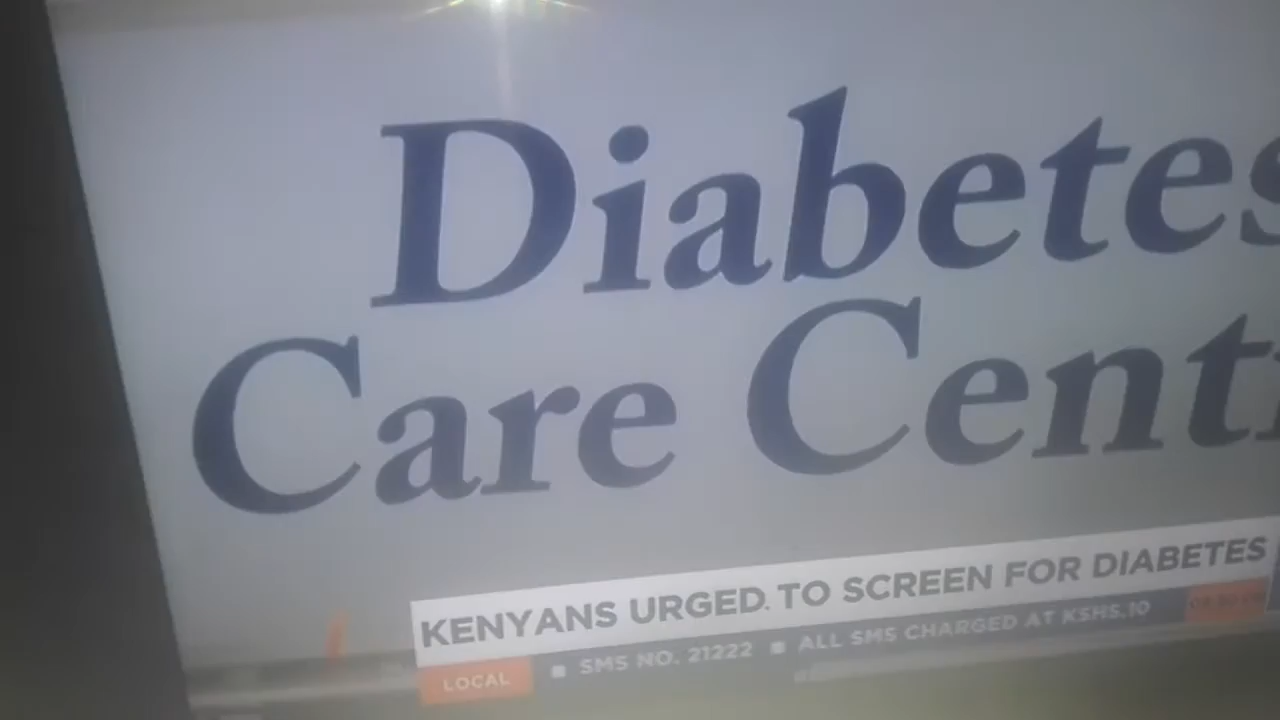 Diabetes
Care Cent
KENYANS URGED TO SCREEN FOR DIABETES
LOCAL ▪ SMS NO. 21222 ▪ ALL SMS CHARGED AT KSHS.10